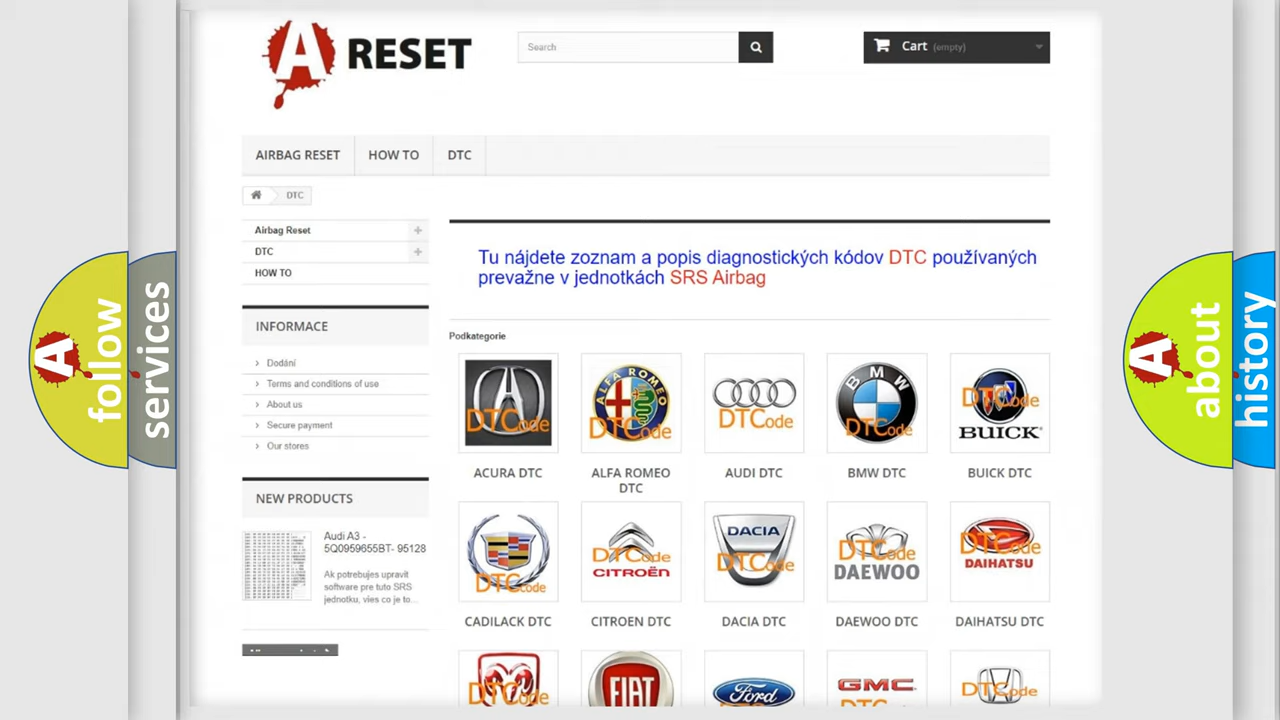 A RESET
Search
Cart (empty)
AIRBAG RESET
HOW TO
DTC
DTC
Airbag Reset
DTC
HOW TO
Tu nájdete zoznam a popis diagnostických kódov DTC používaných
prevažne v jednotkách SRS Airbag
INFORMACE
Dodání
Terms and conditions of use
About us
Secure payment
Our stores
NEW PRODUCTS
Audi A3 -
5Q0959655BT- 95128
Ak potrebujes upravit
software pre tuto SRS
jednotku, vies co je to...
Podkategorie
DTCode
ALFA ROMEO
DTCode
DTCode
BMW
DTCode
DTCode
BUICK
ACURA DTC
ALFA ROMEO
DTC
AUDI DTC
BMW DTC
BUICK DTC
DTCode
DTCode
CITROËN
DACIA
DTCode
DTCode
DAEWOO
DTCode
DAIHATSU
CADILACK DTC
CITROEN DTC
DACIA DTC
DAEWOO DTC
DAIHATSU DTC
DTCode
FIAT
Ford
GMC
DTCode
A follow
services
A about
history